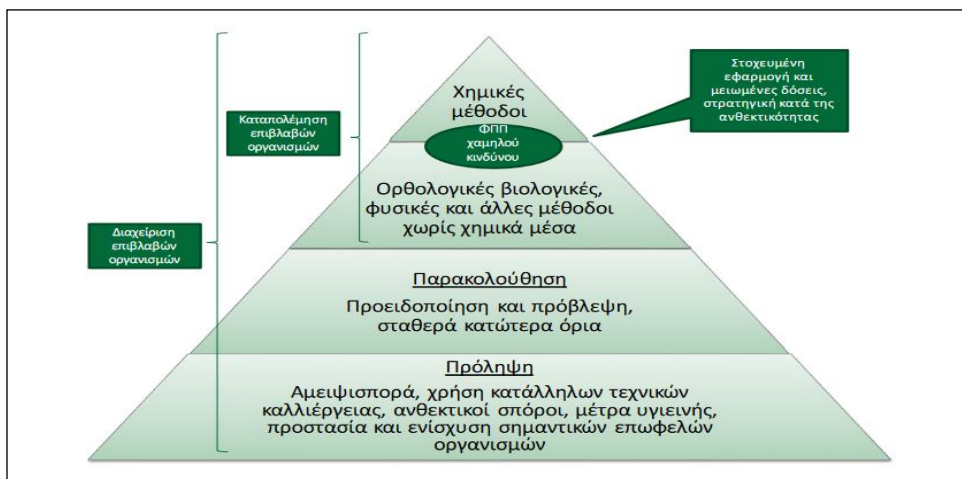 Χημικές
μέθοδοι
ΦΠΠ
χαμηλού
κινδύνου
Στοχευμένη
εφαρμογή και
μειωμένες δόσεις,
στρατηγική κατά της
ανθεκτικότητας
Καταπολέμηση
επιβλαβών
οργανισμών
Ορθολογικές βιολογικές,
φυσικές και άλλες μέθοδοι
χωρίς χημικά μέσα
Διαχείριση
επιβλαβών
οργανισμών
Παρακολούθηση
Προειδοποίηση και πρόβλεψη,
σταθερά κατώτερα όρια
Πρόληψη
Αμειψισπορά, χρήση κατάλληλων τεχνικών
καλλιέργειας, ανθεκτικοί σπόροι, μέτρα υγιεινής,
προστασία και ενίσχυση σημαντικών επωφελών
οργανισμών